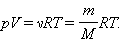 pV = νRT = m/M RT.